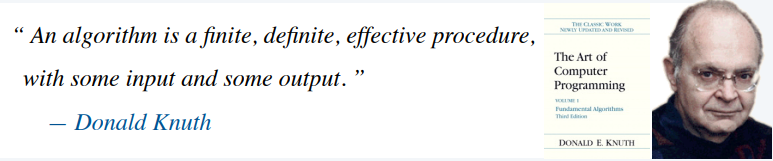 “ An algorithm is a finite, definite, effective procedure,
with some input and some output. ”
— Donald Knuth
THE CLASSIC WORK
NEWLY UPDATED AND REVISED
The Art of
Computer
Programming
VOLUME 1
Fundamental Algorithms
Third Edition
DONALD E. KNUTH